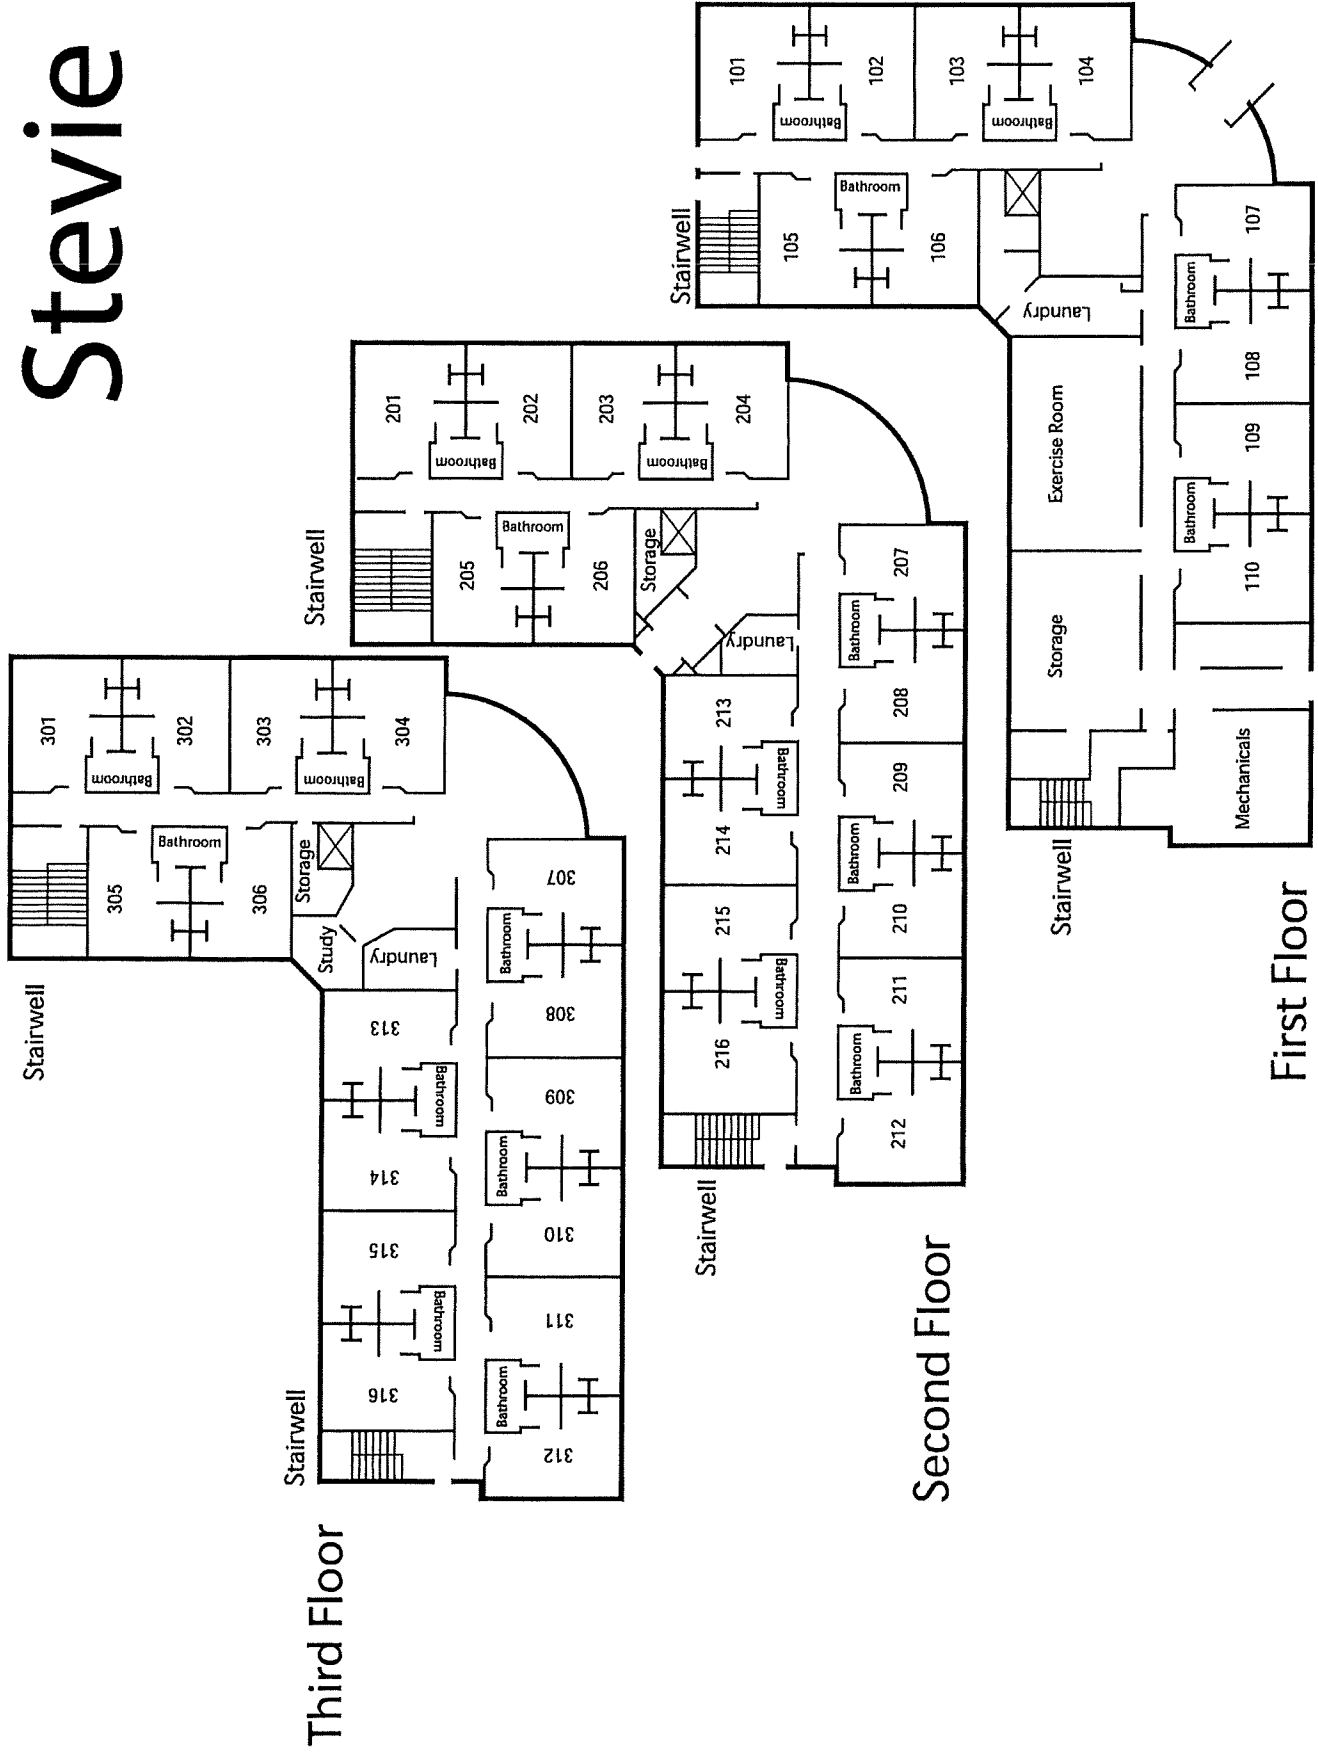 Stevie
Third Floor
Stairwell
301
302
303
304
Bathroom
Bathroom
305
Bathroom
306
Storage
Study
Laundry
307
Bathroom
308
309
Bathroom
310
311
Bathroom
312
313
Bathroom
314
315
Bathroom
316
Stairwell
Second Floor
Stairwell
201
202
203
204
Bathroom
Bathroom
205
Bathroom
206
Storage
Laundry
207
Bathroom
208
209
Bathroom
210
211
Bathroom
212
213
Bathroom
214
215
Bathroom
216
Stairwell
First Floor
Stairwell
101
102
103
104
Bathroom
Bathroom
105
Bathroom
106
Laundry
Exercise Room
Storage
107
Bathroom
108
109
Bathroom
110
Mechanicals
Stairwell